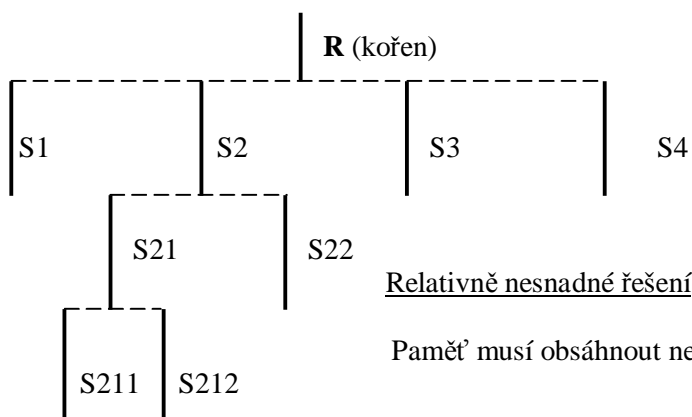 R (kořen)
S1 S2 S3 S4
S21 S22
Relativně nesnadné řešení
Paměť musí obsáhnout ne
S211 S212